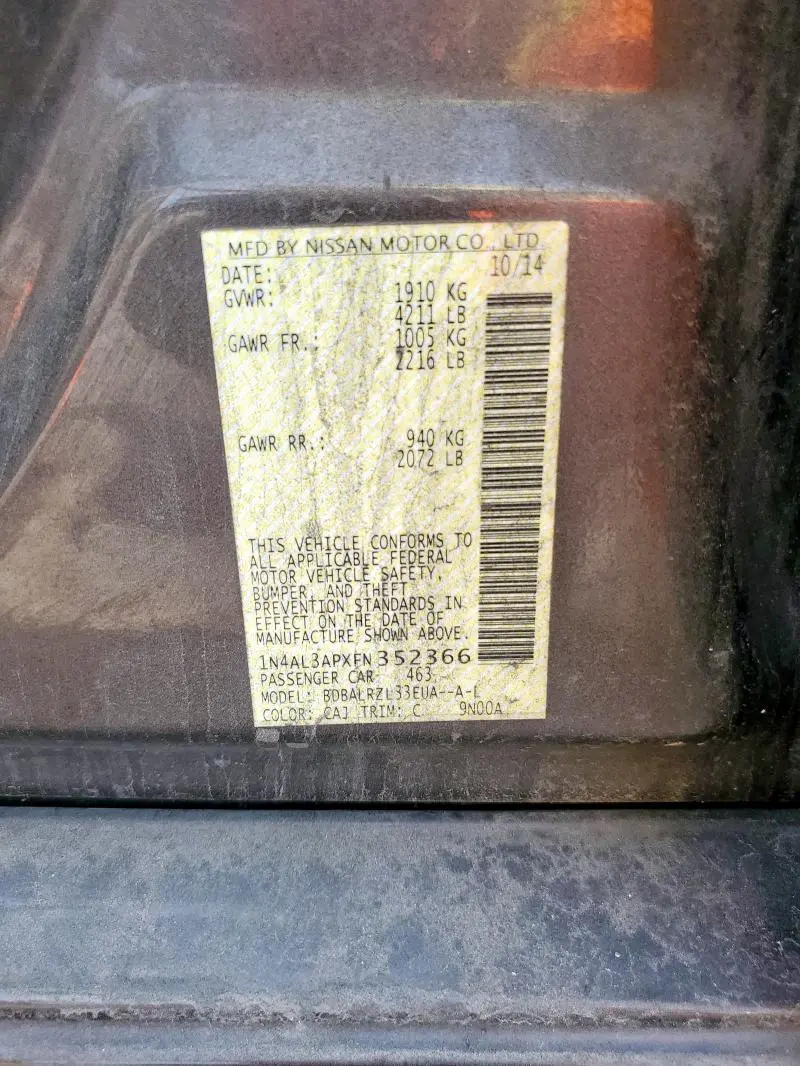 MFD BY NISSAN MOTOR CO., LTD.
DATE: 10/14
GVWR: 1910 KG
4211 LB
GAWR FR.: 1005 KG
2216 LB
GAWR RR.: 940 KG
2072 LB
THIS VEHICLE CONFORMS TO
ALL APPLICABLE FEDERAL
MOTOR VEHICLE SAFETY,
BUMPER, AND THEFT
PREVENTION STANDARDS IN
EFFECT ON THE DATE OF
MANUFACTURE SHOWN ABOVE.
1N4AL3APXFN352366
PASSENGER CAR 463
MODEL: BDBALRZL33EUA--A-L
COLOR: CAJ TRIM: C 9N00A